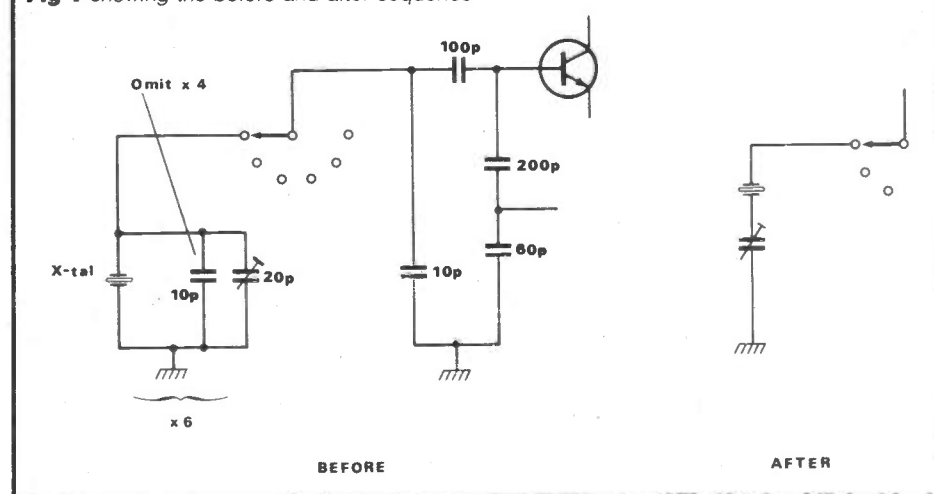 Fig 1 showing the before and after sequence
100p
Omit x 4
200p
X-tal
10p
20p
10p
60p
x 6
BEFORE
AFTER